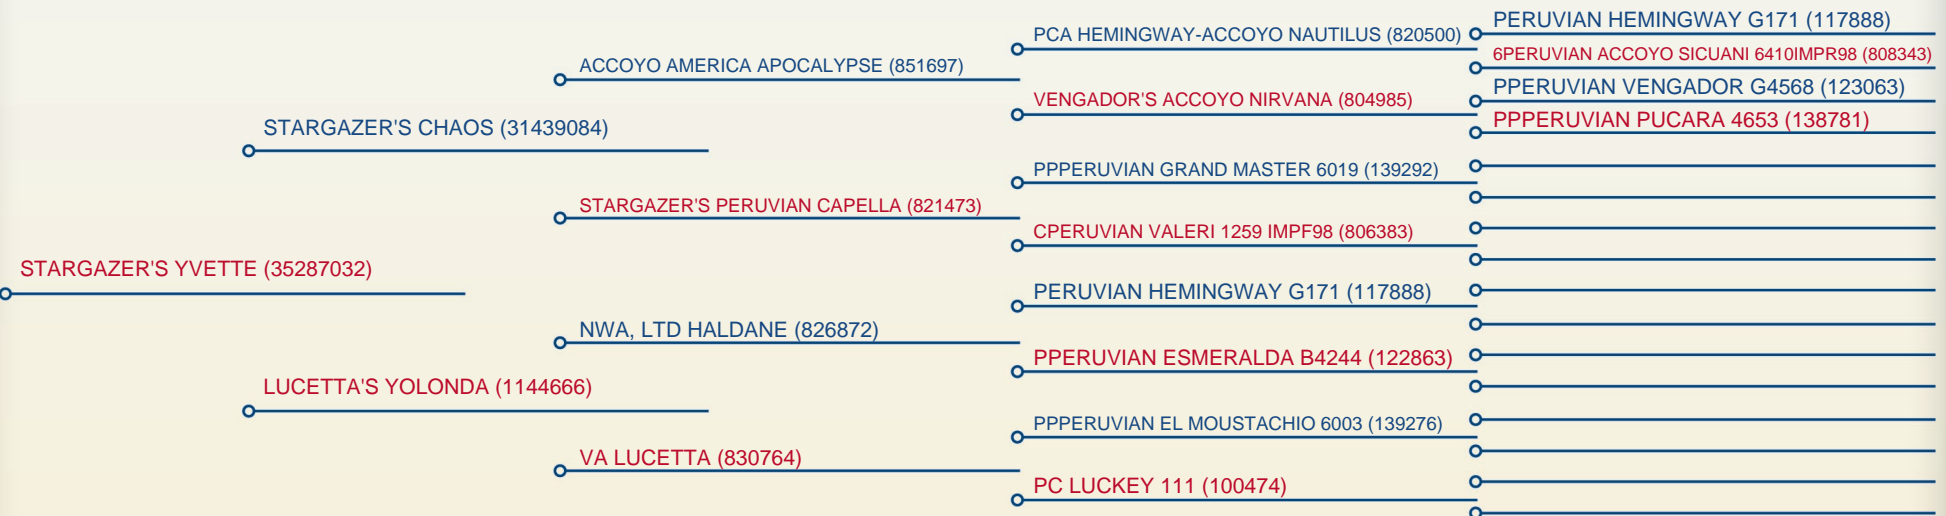 PERUVIAN HEMINGWAY G171 (117888)
PCA HEMINGWAY-ACCOYO NAUTILUS (820500)
6PERUVIAN ACCOYO SICUANI 6410IMPR98 (808343)
ACCOYO AMERICA APOCALYPSE (851697)
PPERUVIAN VENGADOR G4568 (123063)
VENGADOR'S ACCOYO NIRVANA (804985)
PPPERUVIAN PUCARA 4653 (138781)
STARGAZER'S CHAOS (31439084)
PPPERUVIAN GRAND MASTER 6019 (139292)
STARGAZER'S PERUVIAN CAPELLA (821473)
CPERUVIAN VALERI 1259 IMPF98 (806383)
STARGAZER'S YVETTE (35287032)
PERUVIAN HEMINGWAY G171 (117888)
NWA, LTD HALDANE (826872)
PPERUVIAN ESMERALDA B4244 (122863)
LUCETTA'S YOLONDA (1144666)
PPPERUVIAN EL MOUSTACHIO 6003 (139276)
VA LUCETTA (830764)
PC LUCKEY 111 (100474)